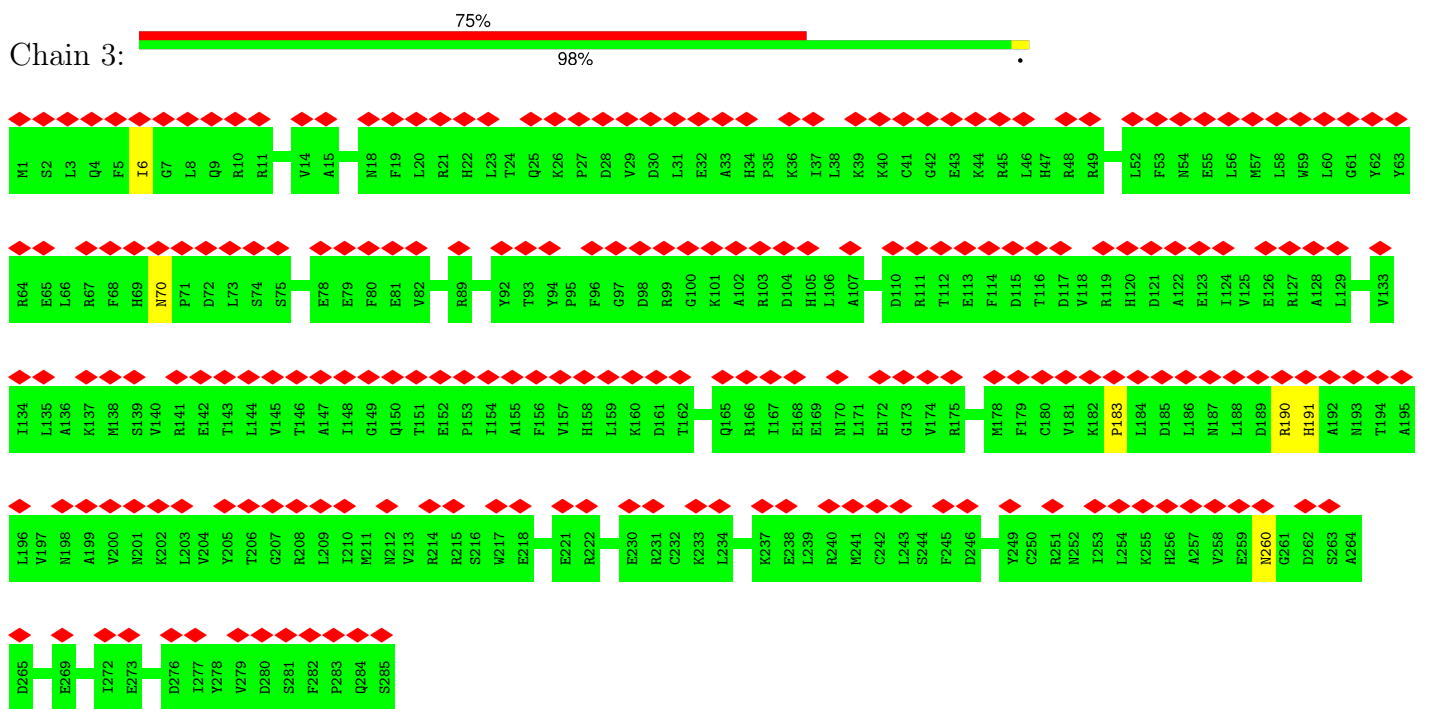 75%
Chain 3:
98%
•
M1 S2 L3 Q4 F5 I6 G7 L8 Q9 R10 R11 V14 A15 N18 F19 L20 R21 H22 L23 T24 Q25 K26 P27 D28 V29 D30 L31 E32 A33 H34 P35 K36 I37 L38 K39 K40 C41 G42 E43 K44 R45 L46 H47 R48 R49 L52 F53 N54 E55 L56 M57 L58 W59 L60 G61 Y62 Y63
R64 E65 L66 R67 F68 H69 N70 P71 D72 L73 S74 S75 E78 E79 F80 E81 V82 R89 Y92 T93 Y94 P95 F96 G97 D98 R99 G100 K101 A102 R103 D104 H105 L106 A107 D110 R111 T112 E113 F114 D115 T116 D117 V118 R119 H120 D121 A122 E123 I124 V125 E126 R127 A128 L129 V133
I134 L135 A136 K137 M138 S139 V140 R141 E142 T143 L144 V145 T146 A147 I148 G149 Q150 T151 E152 P153 I154 A155 F156 V157 H158 L159 K160 D161 T162 Q165 R166 I167 E168 E169 N170 L171 E172 G173 V174 R175 M178 F179 C180 V181 K182 P183 L184 D185 L186 N187 L188 D189 R190 H191 A192 N193 T194 A195
L196 V197 N198 A199 V200 N201 K202 L203 V204 Y205 T206 G207 R208 L209 I210 M211 N212 V213 R214 R215 S216 W217 E218 E221 R222 E230 R231 C232 K233 L234 K237 E238 L239 R240 M241 C242 L243 S244 F245 D246 Y249 C250 R251 N252 I253 L254 K255 H256 A257 V258 E259 N260 G261 D262 S263 A264
D265 E269 I272 E273 D276 I277 Y278 V279 D280 S281 F282 P283 Q284 S285